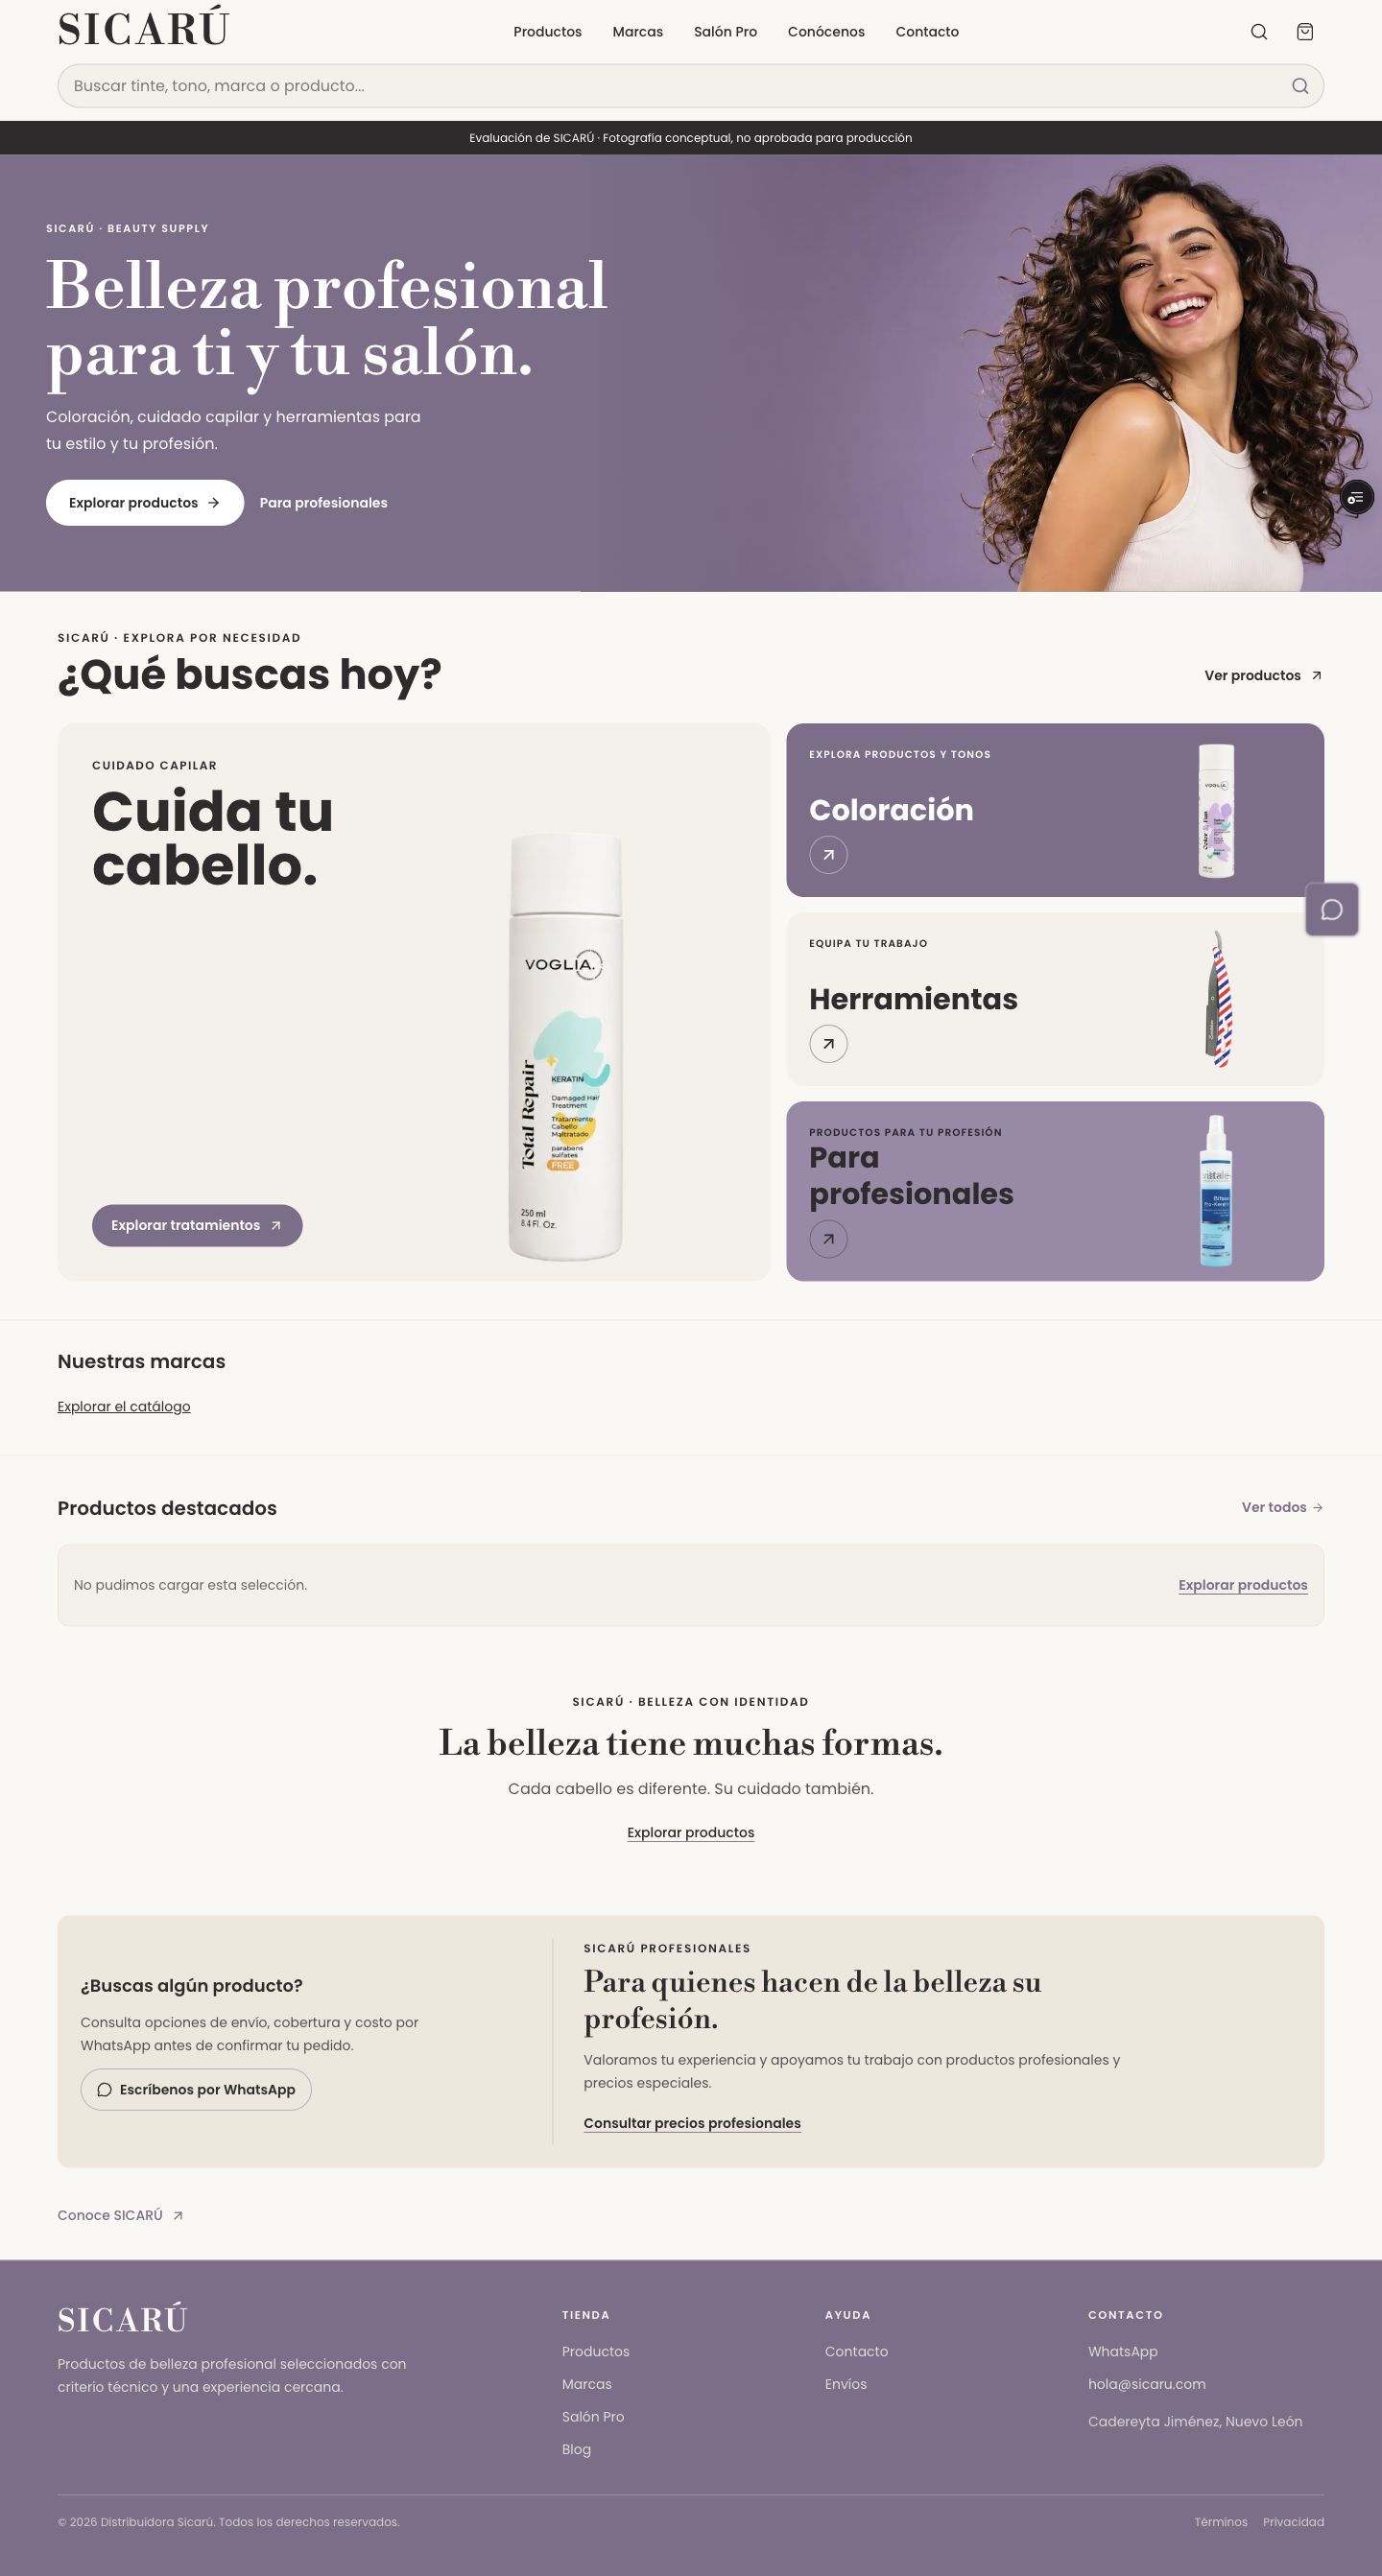 SICARÚ
Productos Marcas Salón Pro Conócenos Contacto
Buscar tinte, tono, marca o producto...
Evaluación de SICARÚ · Fotografía conceptual, no aprobada para producción
SICARÚ · BEAUTY SUPPLY
Belleza profesional
para ti y tu salón.
Coloración, cuidado capilar y herramientas para
tu estilo y tu profesión.
Explorar productos
Para profesionales
SICARÚ · EXPLORA POR NECESIDAD
¿Qué buscas hoy?
Ver productos
CUIDADO CAPILAR
Cuida tu
cabello.
VOGLIA.
Total Repair
KERATIN
Damaged Hair
Treatment
Tratamiento
Cabello
Maltratado
parabens
sulfates
FREE
250 ml
8.4 Fl. Oz.
Explorar tratamientos
EXPLORA PRODUCTOS Y TONOS
Coloración
VOGLIA.
EQUIPA TU TRABAJO
Herramientas
PRODUCTOS PARA TU PROFESIÓN
Para
profesionales
Nuestras marcas
Explorar el catálogo
Productos destacados
Ver todos
No pudimos cargar esta selección.
Explorar productos
SICARÚ · BELLEZA CON IDENTIDAD
La belleza tiene muchas formas.
Cada cabello es diferente. Su cuidado también.
Explorar productos
¿Buscas algún producto?
Consulta opciones de envío, cobertura y costo por
WhatsApp antes de confirmar tu pedido.
Escríbenos por WhatsApp
SICARÚ PROFESIONALES
Para quienes hacen de la belleza su
profesión.
Valoramos tu experiencia y apoyamos tu trabajo con productos profesionales y
precios especiales.
Consultar precios profesionales
Conoce SICARÚ
SICARÚ
Productos de belleza profesional seleccionados con
criterio técnico y una experiencia cercana.
TIENDA
Productos
Marcas
Salón Pro
Blog
AYUDA
Contacto
Envíos
CONTACTO
WhatsApp
hola@sicaru.com
Cadereyta Jiménez, Nuevo León
© 2026 Distribuidora Sicarú. Todos los derechos reservados.
Términos Privacidad